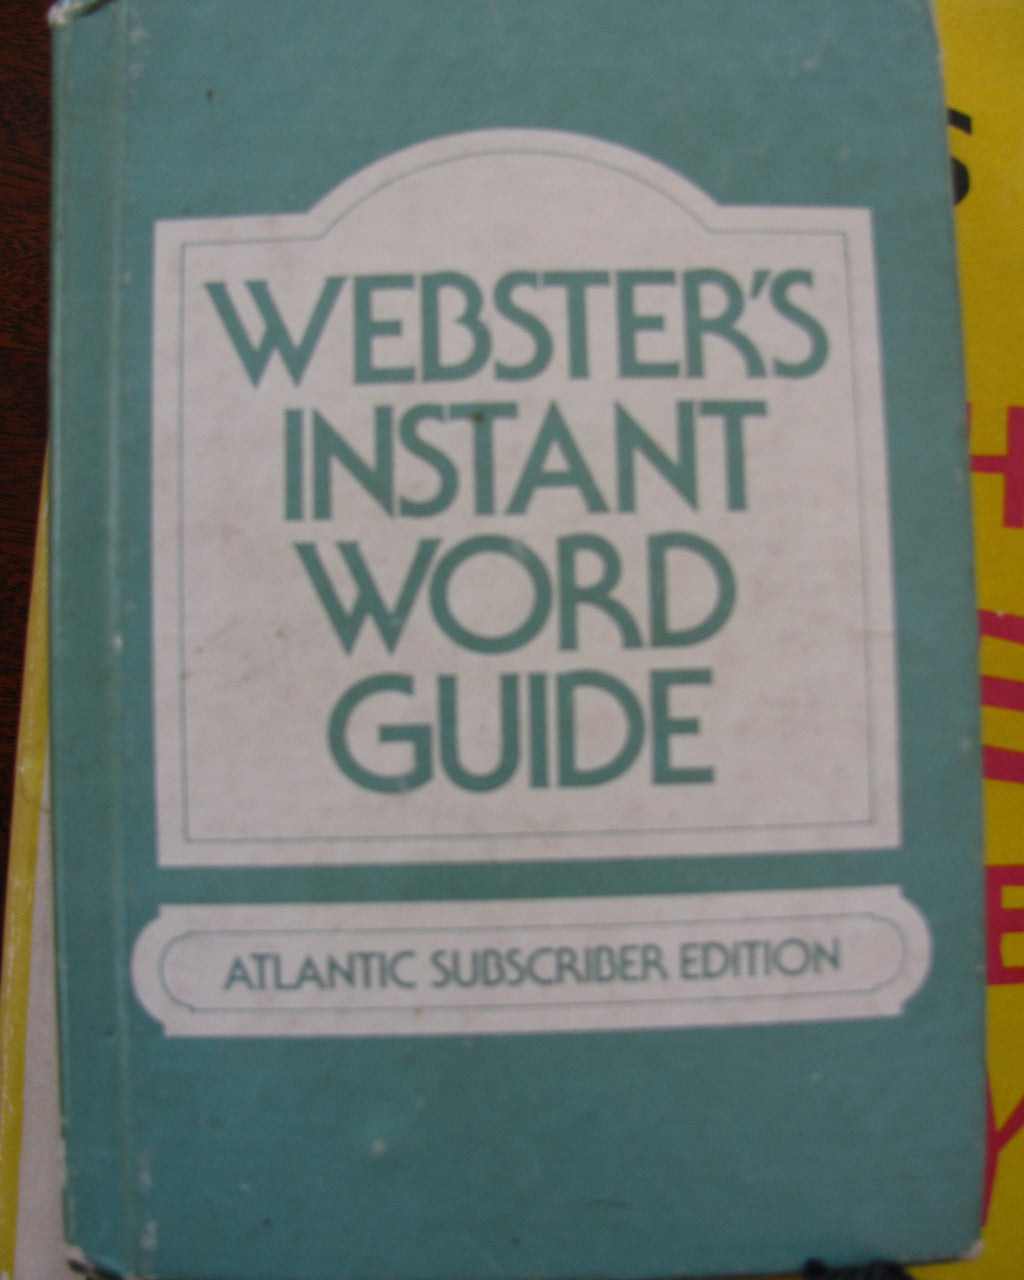 WEBSTER'S
INSTANT
WORD
GUIDE
ATLANTIC SUBSCRIBER EDITION